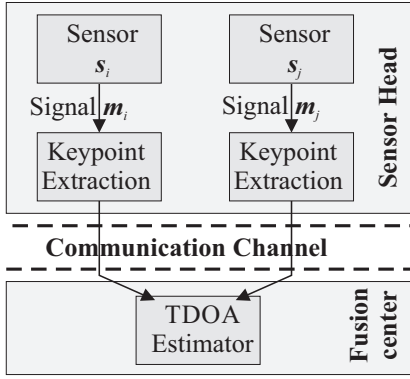 Sensor
s_i
Sensor
s_j
Sensor Head
Signal m_i
Signal m_j
Keypoint
Extraction
Keypoint
Extraction
Communication Channel
TDOA
Estimator
Fusion
center